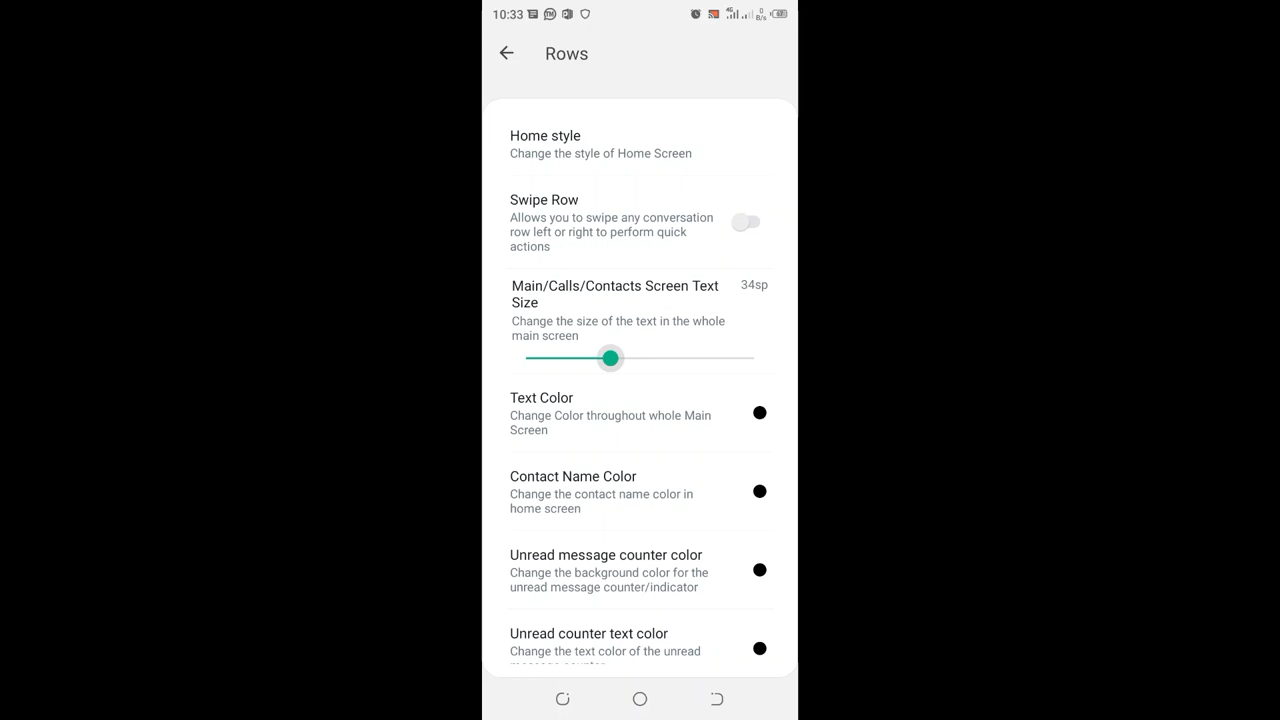 10:33
4G
0
B/s
67
Rows
Home style
Change the style of Home Screen
Swipe Row
Allows you to swipe any conversation
row left or right to perform quick
actions
Main/Calls/Contacts Screen Text
Size
34sp
Change the size of the text in the whole
main screen
Text Color
Change Color throughout whole Main
Screen
Contact Name Color
Change the contact name color in
home screen
Unread message counter color
Change the background color for the
unread message counter/indicator
Unread counter text color
Change the text color of the unread